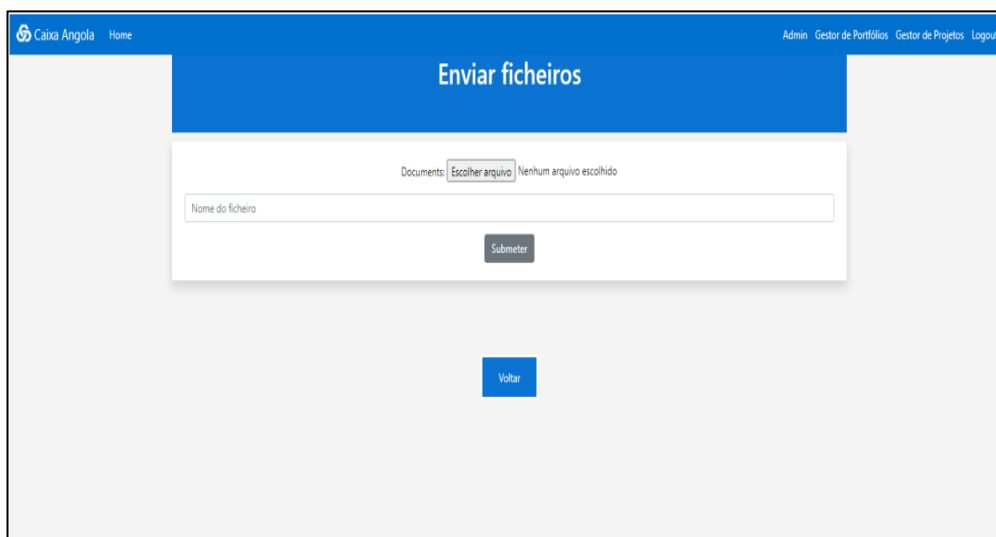 Caixa Angola Home Admin Gestor de Portfólios Gestor de Projetos Logout
Enviar ficheiros
Documents: Escolher arquivo Nenhum arquivo escolhido
Nome do ficheiro
Submeter
Voltar